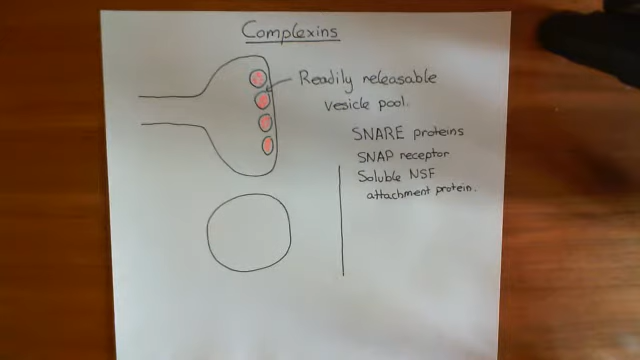 Complexins
Readily releasable
vesicle pool.
SNARE proteins
SNAP receptor
Soluble NSF
attachment protein.